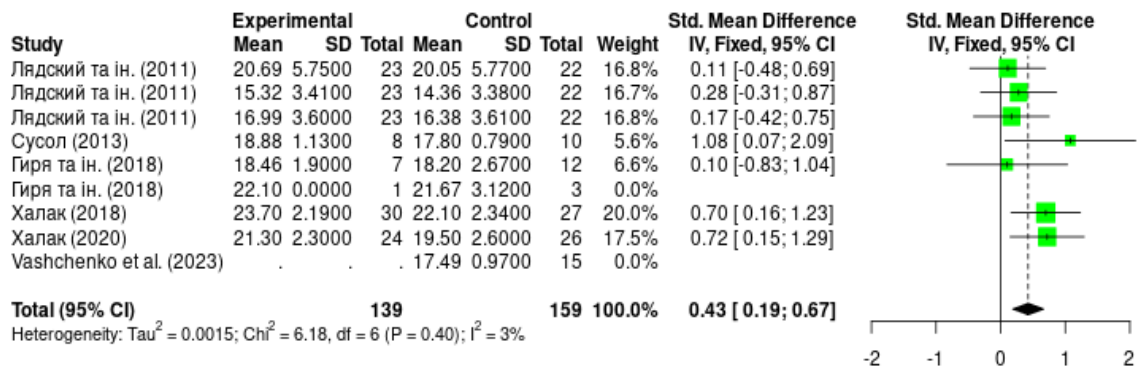 Experimental Control Std. Mean Difference Std. Mean Difference
Study Mean SD Total Mean SD Total Weight IV, Fixed, 95% CI IV, Fixed, 95% CI
Лядский та ін. (2011) 20.69 5.7500 23 20.05 5.7700 22 16.8% 0.11 [-0.48; 0.69]
Лядский та ін. (2011) 15.32 3.4100 23 14.36 3.3800 22 16.7% 0.28 [-0.31; 0.87]
Лядский та ін. (2011) 16.99 3.6000 23 16.38 3.6100 22 16.8% 0.17 [-0.42; 0.75]
Сусол (2013) 18.88 1.1300 8 17.80 0.7900 10 5.6% 1.08 [ 0.07; 2.09]
Гиря та ін. (2018) 18.46 1.9000 7 18.20 2.6700 12 6.6% 0.10 [-0.83; 1.04]
Гиря та ін. (2018) 22.10 0.0000 1 21.67 3.1200 3 0.0%
Халак (2018) 23.70 2.1900 30 22.10 2.3400 27 20.0% 0.70 [ 0.16; 1.23]
Халак (2020) 21.30 2.3000 24 19.50 2.6000 26 17.5% 0.72 [ 0.15; 1.29]
Vashchenko et al. (2023) . . . 17.49 0.9700 15 0.0%
Total (95% CI) 139 159 100.0% 0.43 [ 0.19; 0.67]
Heterogeneity: Tau² = 0.0015; Chi² = 6.18, df = 6 (P = 0.40); I² = 3%
-2 -1 0 1 2